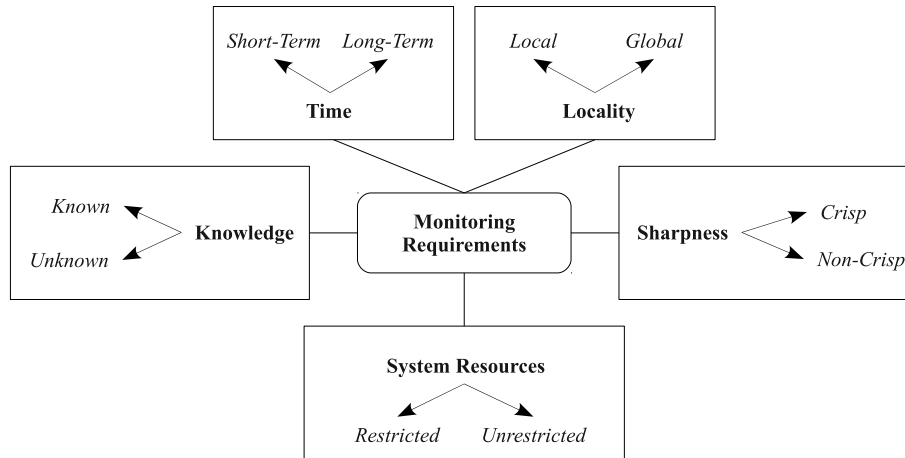 Short-Term Long-Term
Time
Local Global
Locality
Known
Unknown
Knowledge
Monitoring
Requirements
Sharpness
Crisp
Non-Crisp
System Resources
Restricted Unrestricted